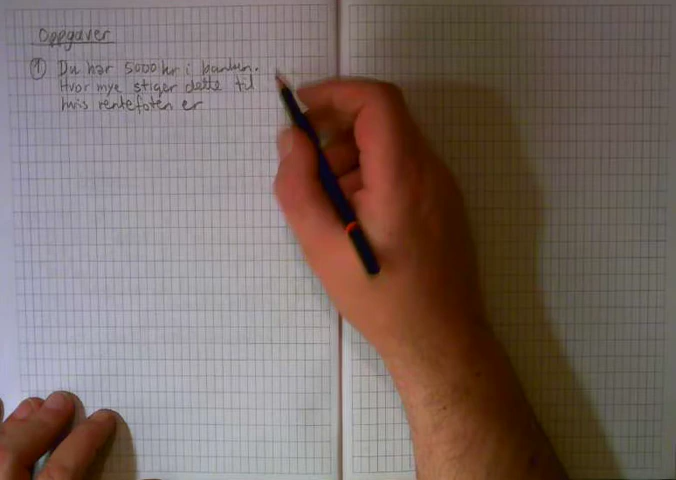 Oppgaver
① Du har 5000 kr i banken.
Hvor mye stiger dette til
hvis rentefoten er